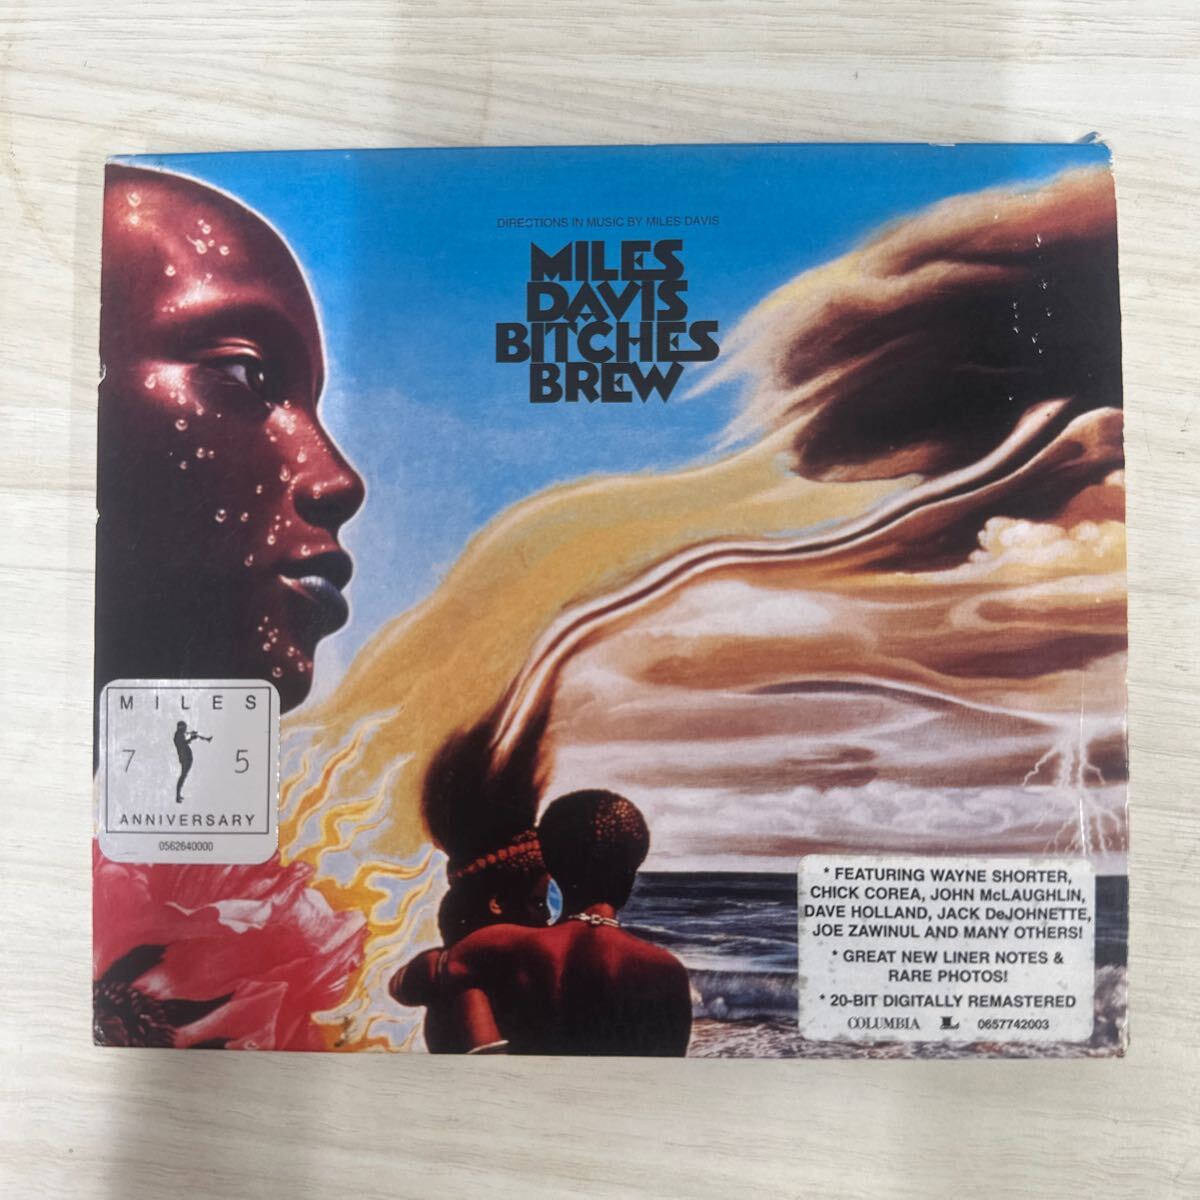 DIRECTIONS IN MUSIC BY MILES DAVIS
MILES
DAVIS
BITCHES
BREW
MILES
7 5
ANNIVERSARY
0562640000
* FEATURING WAYNE SHORTER,
CHICK COREA, JOHN McLAUGHLIN,
DAVE HOLLAND, JACK DeJOHNETTE,
JOE ZAWINUL AND MANY OTHERS!
* GREAT NEW LINER NOTES &
RARE PHOTOS!
* 20-BIT DIGITALLY REMASTERED
COLUMBIA L 0657742003